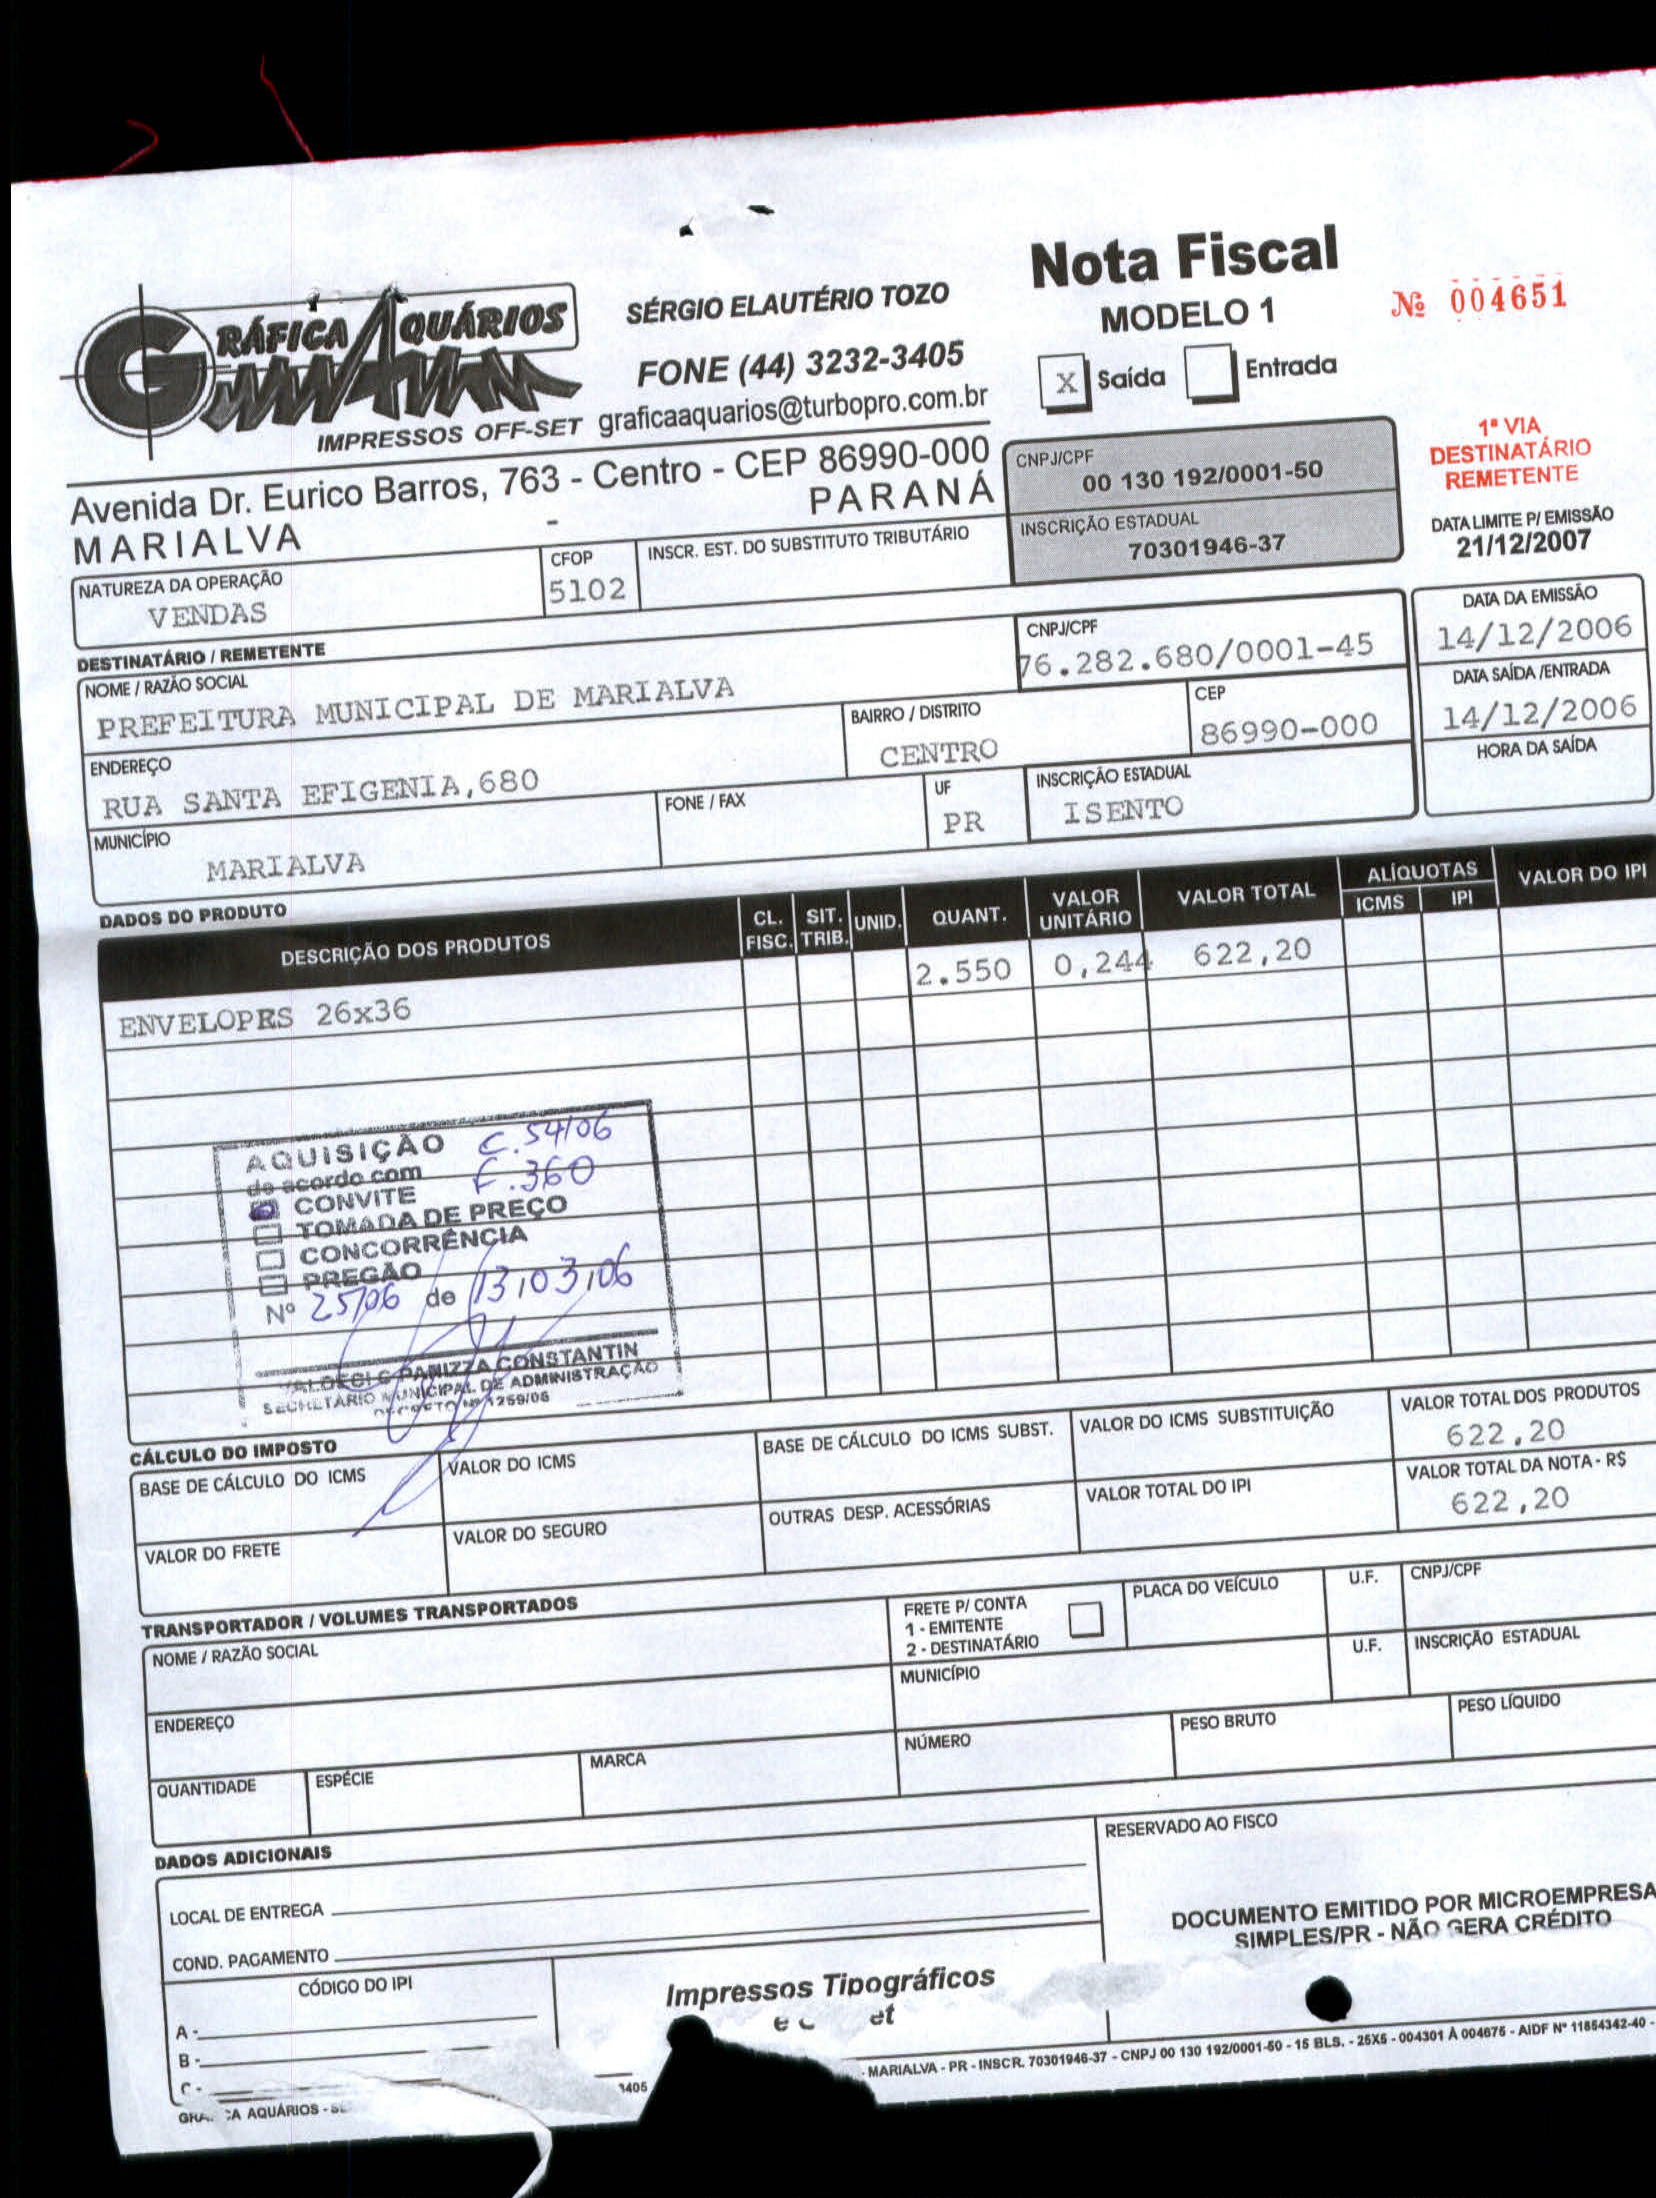 GRÁFICA AQUÁRIOS
IMPRESSOS OFF-SET
SÉRGIO ELAUTÉRIO TOZO
FONE (44) 3232-3405
graficaaquarios@turbopro.com.br
Avenida Dr. Eurico Barros, 763 - Centro - CEP 86990-000
MARIALVA - PARANÁ
Nota Fiscal
MODELO 1
X Saída Entrada
Nº 004651
1ª VIA
DESTINATÁRIO
REMETENTE
DATA LIMITE P/ EMISSÃO
21/12/2007
CNPJ/CPF
00 130 192/0001-50
INSCRIÇÃO ESTADUAL
70301946-37
NATUREZA DA OPERAÇÃO
VENDAS
CFOP
5102
INSCR. EST. DO SUBSTITUTO TRIBUTÁRIO
DESTINATÁRIO / REMETENTE
NOME / RAZÃO SOCIAL
PREFEITURA MUNICIPAL DE MARIALVA
CNPJ/CPF
76.282.680/0001-45
DATA DA EMISSÃO
14/12/2006
ENDEREÇO
RUA SANTA EFIGENIA,680
BAIRRO / DISTRITO
CENTRO
CEP
86990-000
DATA SAÍDA /ENTRADA
14/12/2006
MUNICÍPIO
MARIALVA
FONE / FAX
UF
PR
INSCRIÇÃO ESTADUAL
ISENTO
HORA DA SAÍDA
DADOS DO PRODUTO
DESCRIÇÃO DOS PRODUTOS CL. FISC. SIT. TRIB. UNID. QUANT. VALOR UNITÁRIO VALOR TOTAL ALÍQUOTAS ICMS IPI VALOR DO IPI
ENVELOPES 26x36 2.550 0,244 622,20
AQUISIÇÃO C. 54/06
de acordo com F. 360
CONVITE
TOMADA DE PREÇO
CONCORRÊNCIA
PREGÃO
Nº 25/06 de 13,03,06
PANIZZA CONSTANTIN
SECRETÁRIO MUNICIPAL DE ADMINISTRAÇÃO
DECRETO Nº 1259/06
CÁLCULO DO IMPOSTO
BASE DE CÁLCULO DO ICMS
VALOR DO ICMS
BASE DE CÁLCULO DO ICMS SUBST.
VALOR DO ICMS SUBSTITUIÇÃO
VALOR TOTAL DOS PRODUTOS
622,20
VALOR DO FRETE
VALOR DO SEGURO
OUTRAS DESP. ACESSÓRIAS
VALOR TOTAL DO IPI
VALOR TOTAL DA NOTA - R$
622,20
TRANSPORTADOR / VOLUMES TRANSPORTADOS
NOME / RAZÃO SOCIAL
FRETE P/ CONTA
1 - EMITENTE
2 - DESTINATÁRIO
PLACA DO VEÍCULO
U.F.
CNPJ/CPF
ENDEREÇO
MUNICÍPIO
U.F.
INSCRIÇÃO ESTADUAL
QUANTIDADE
ESPÉCIE
MARCA
NÚMERO
PESO BRUTO
PESO LÍQUIDO
DADOS ADICIONAIS
LOCAL DE ENTREGA
COND. PAGAMENTO
RESERVADO AO FISCO
DOCUMENTO EMITIDO POR MICROEMPRESA
SIMPLES/PR - NÃO GERA CRÉDITO
CÓDIGO DO IPI
A -
B -
C -
Impressos Tipográficos
GRÁFICA AQUÁRIOS - 3405 - MARIALVA - PR - INSCR. 70301946-37 - CNPJ 00 130 192/0001-50 - 15 BLS. - 25X5 - 004301 À 004675 - AIDF Nº 11854342-40 -